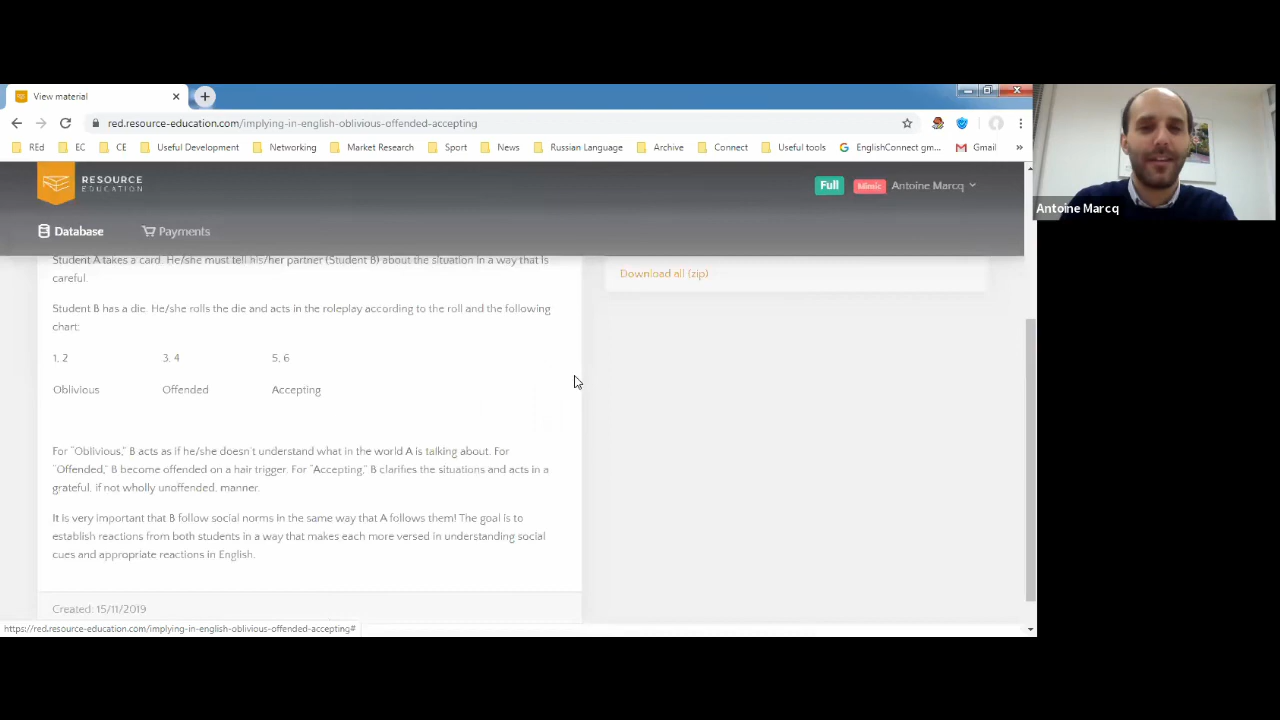 View material
red.resource-education.com/implying-in-english-oblivious-offended-accepting
REd EC CE Useful Development Networking Market Research Sport News Russian Language Archive Connect Useful tools EnglishConnect gm... Gmail »
RESOURCE
EDUCATION
Full Mimic Antoine Marcq
Antoine Marcq
Database Payments
Student A takes a card. He/she must tell his/her partner (Student B) about the situation in a way that is
careful.
Download all (zip)
Student B has a die. He/she rolls the die and acts in the roleplay according to the roll and the following
chart:
1, 2 3, 4 5, 6
Oblivious Offended Accepting
For "Oblivious," B acts as if he/she doesn't understand what in the world A is talking about. For
"Offended," B become offended on a hair trigger. For "Accepting," B clarifies the situations and acts in a
grateful, if not wholly unoffended, manner.
It is very important that B follow social norms in the same way that A follows them! The goal is to
establish reactions from both students in a way that makes each more versed in understanding social
cues and appropriate reactions in English.
Created: 15/11/2019
https://red.resource-education.com/implying-in-english-oblivious-offended-accepting#